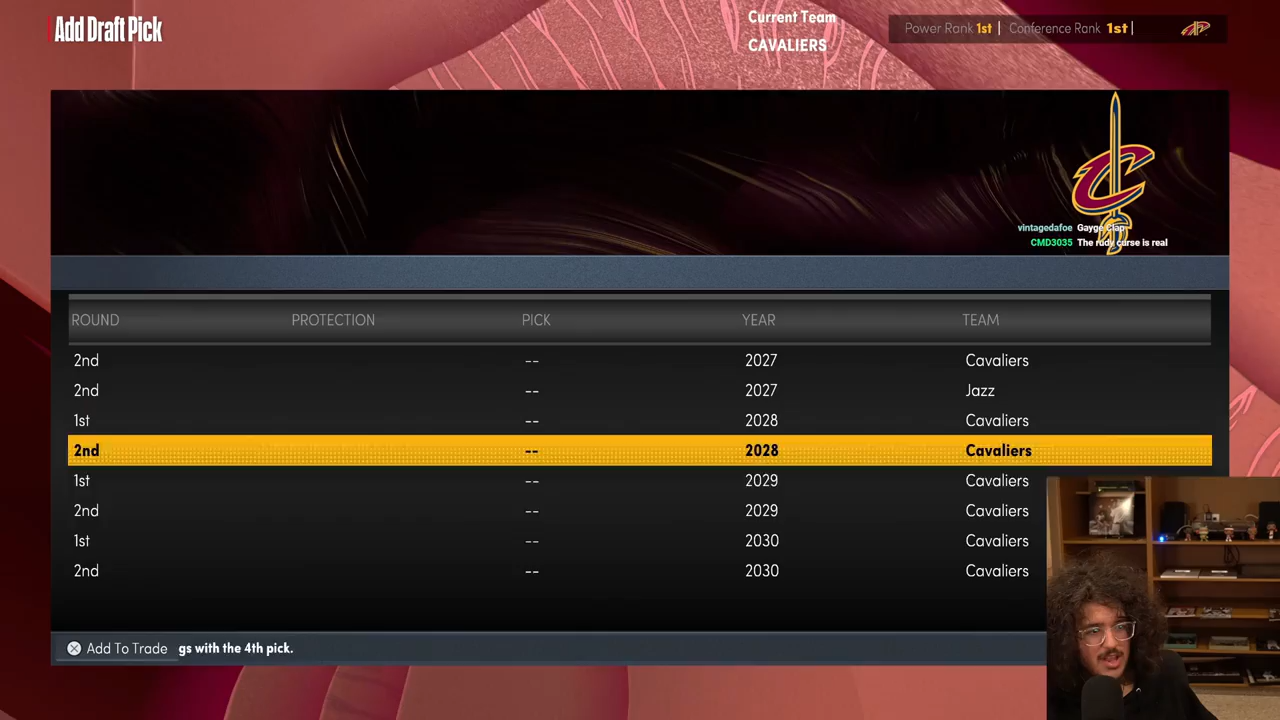 Add Draft Pick
Current Team
CAVALIERS
Power Rank 1st | Conference Rank 1st |
vintagedafoe Gayge Clap
CMD3035 The rudy curse is real
ROUND PROTECTION PICK YEAR TEAM
2nd -- 2027 Cavaliers
2nd -- 2027 Jazz
1st -- 2028 Cavaliers
2nd -- 2028 Cavaliers
1st -- 2029 Cavaliers
2nd -- 2029 Cavaliers
1st -- 2030 Cavaliers
2nd -- 2030 Cavaliers
Add To Trade gs with the 4th pick.